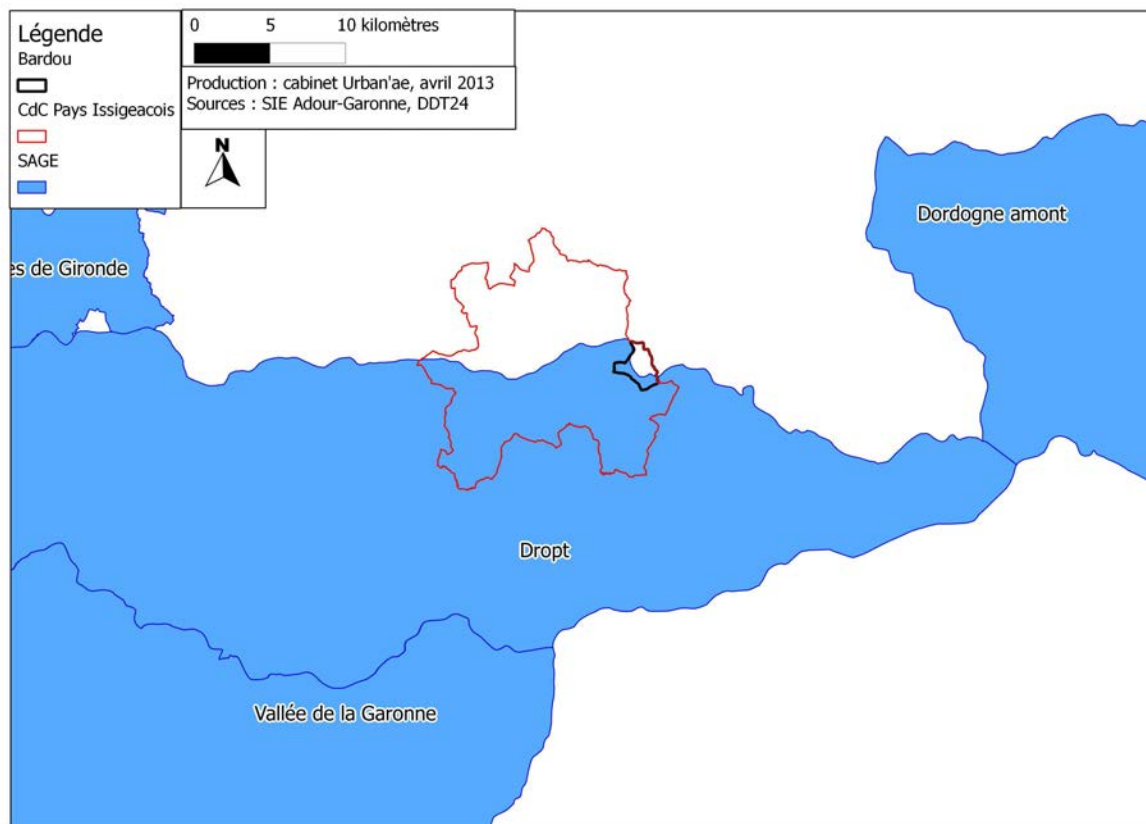 Légende
Bardou
CdC Pays Issigeacois
SAGE
0 5 10 kilomètres
Production : cabinet Urban'ae, avril 2013
Sources : SIE Adour-Garonne, DDT24
N
Dordogne amont
es de Gironde
Dropt
Vallée de la Garonne